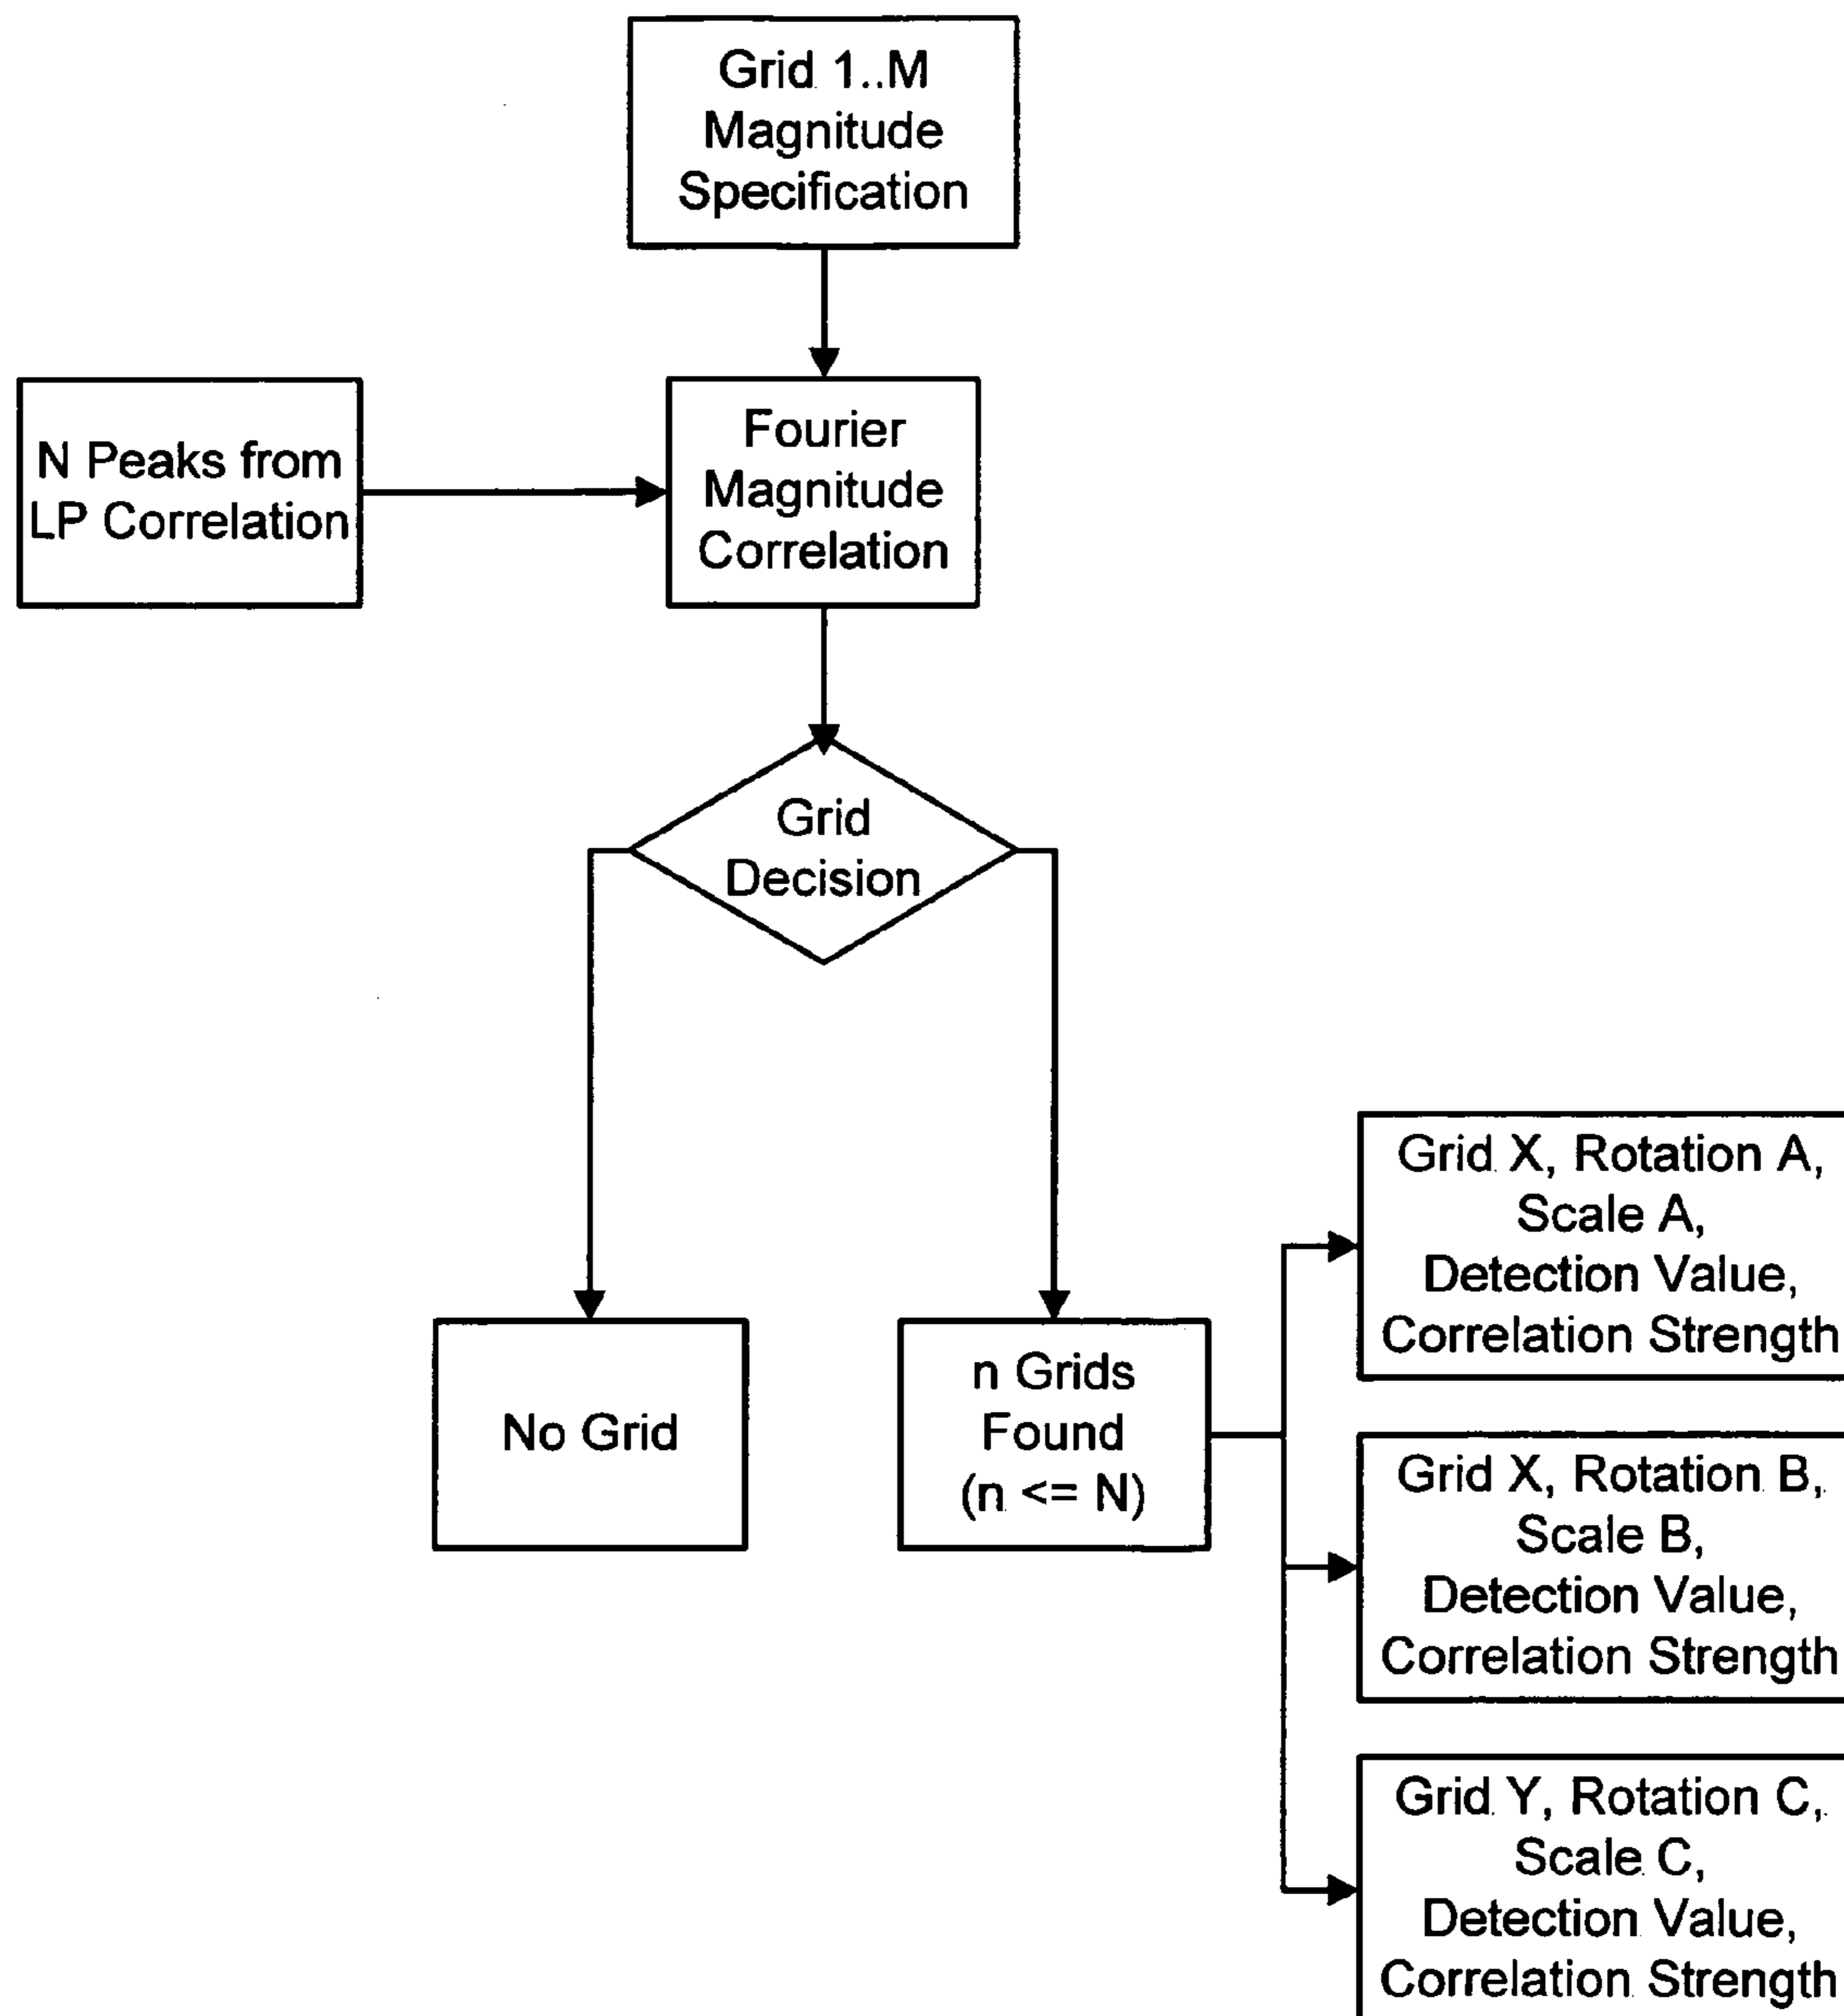 Grid 1..M
Magnitude
Specification
N Peaks from
LP Correlation
Fourier
Magnitude
Correlation
Grid
Decision
No Grid
n Grids
Found
(n <= N)
Grid X, Rotation A,
Scale A,
Detection Value,
Correlation Strength
Grid X, Rotation B,
Scale B,
Detection Value,
Correlation Strength
Grid Y, Rotation C,
Scale C,
Detection Value,
Correlation Strength